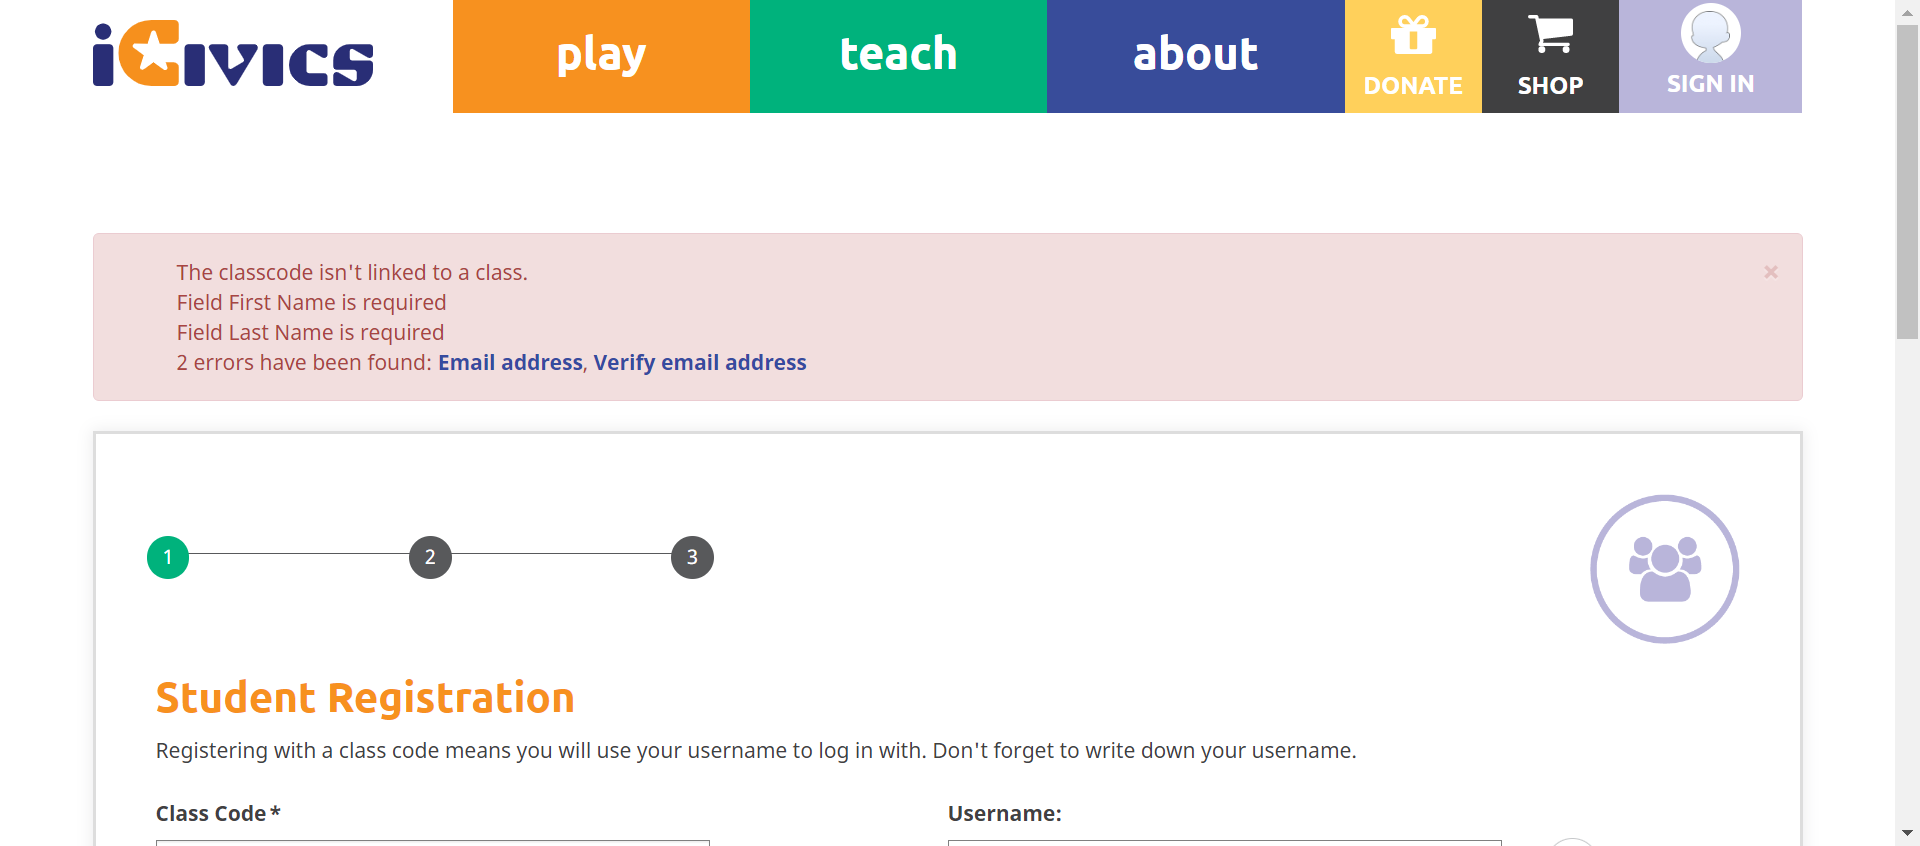 iCivics
play
teach
about
DONATE
SHOP
SIGN IN
The classcode isn't linked to a class.
×
Field First Name is required
Field Last Name is required
2 errors have been found: Email address, Verify email address
1
2
3
Student Registration
Registering with a class code means you will use your username to log in with. Don't forget to write down your username.
Class Code *
Username: